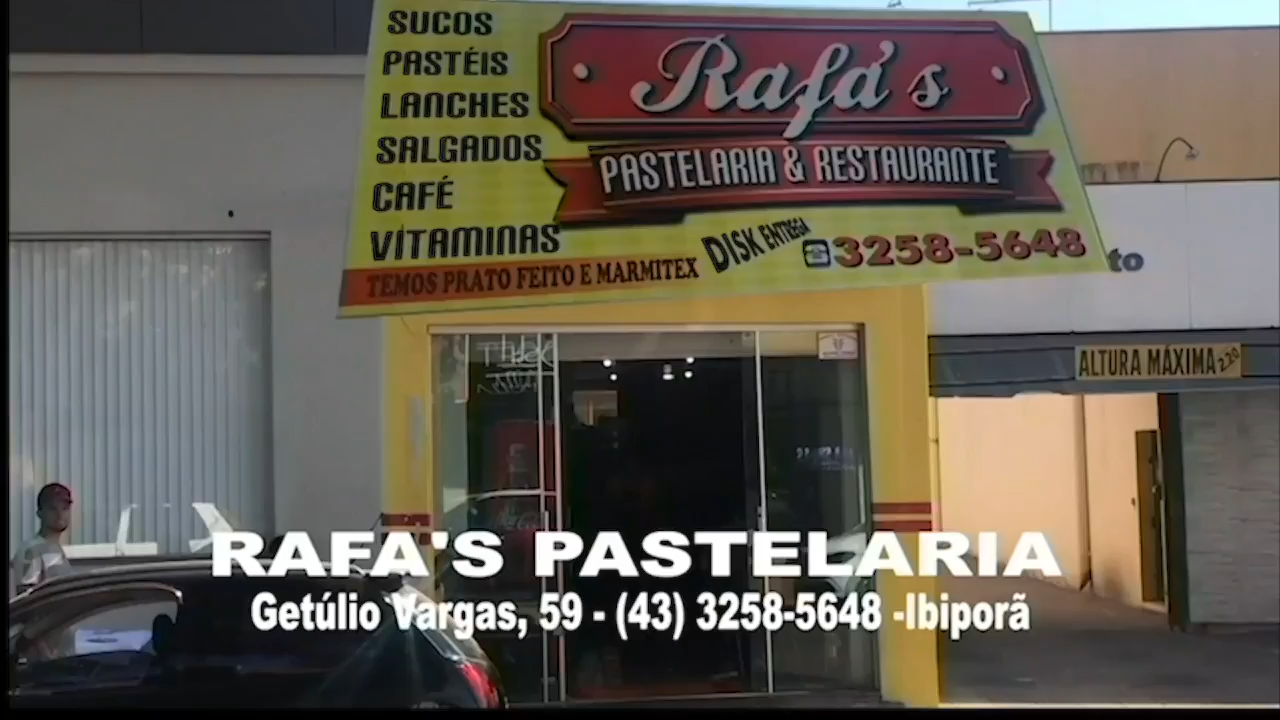 SUCOS
PASTÉIS
LANCHES
SALGADOS
CAFÉ
VITAMINAS
TEMOS PRATO FEITO E MARMITEX
Rafa's
PASTELARIA & RESTAURANTE
DISK ENTREGA
3258-5648
to
ALTURA MÁXIMA 220
RAFA'S PASTELARIA
Getúlio Vargas, 59 - (43) 3258-5648 -Ibiporã